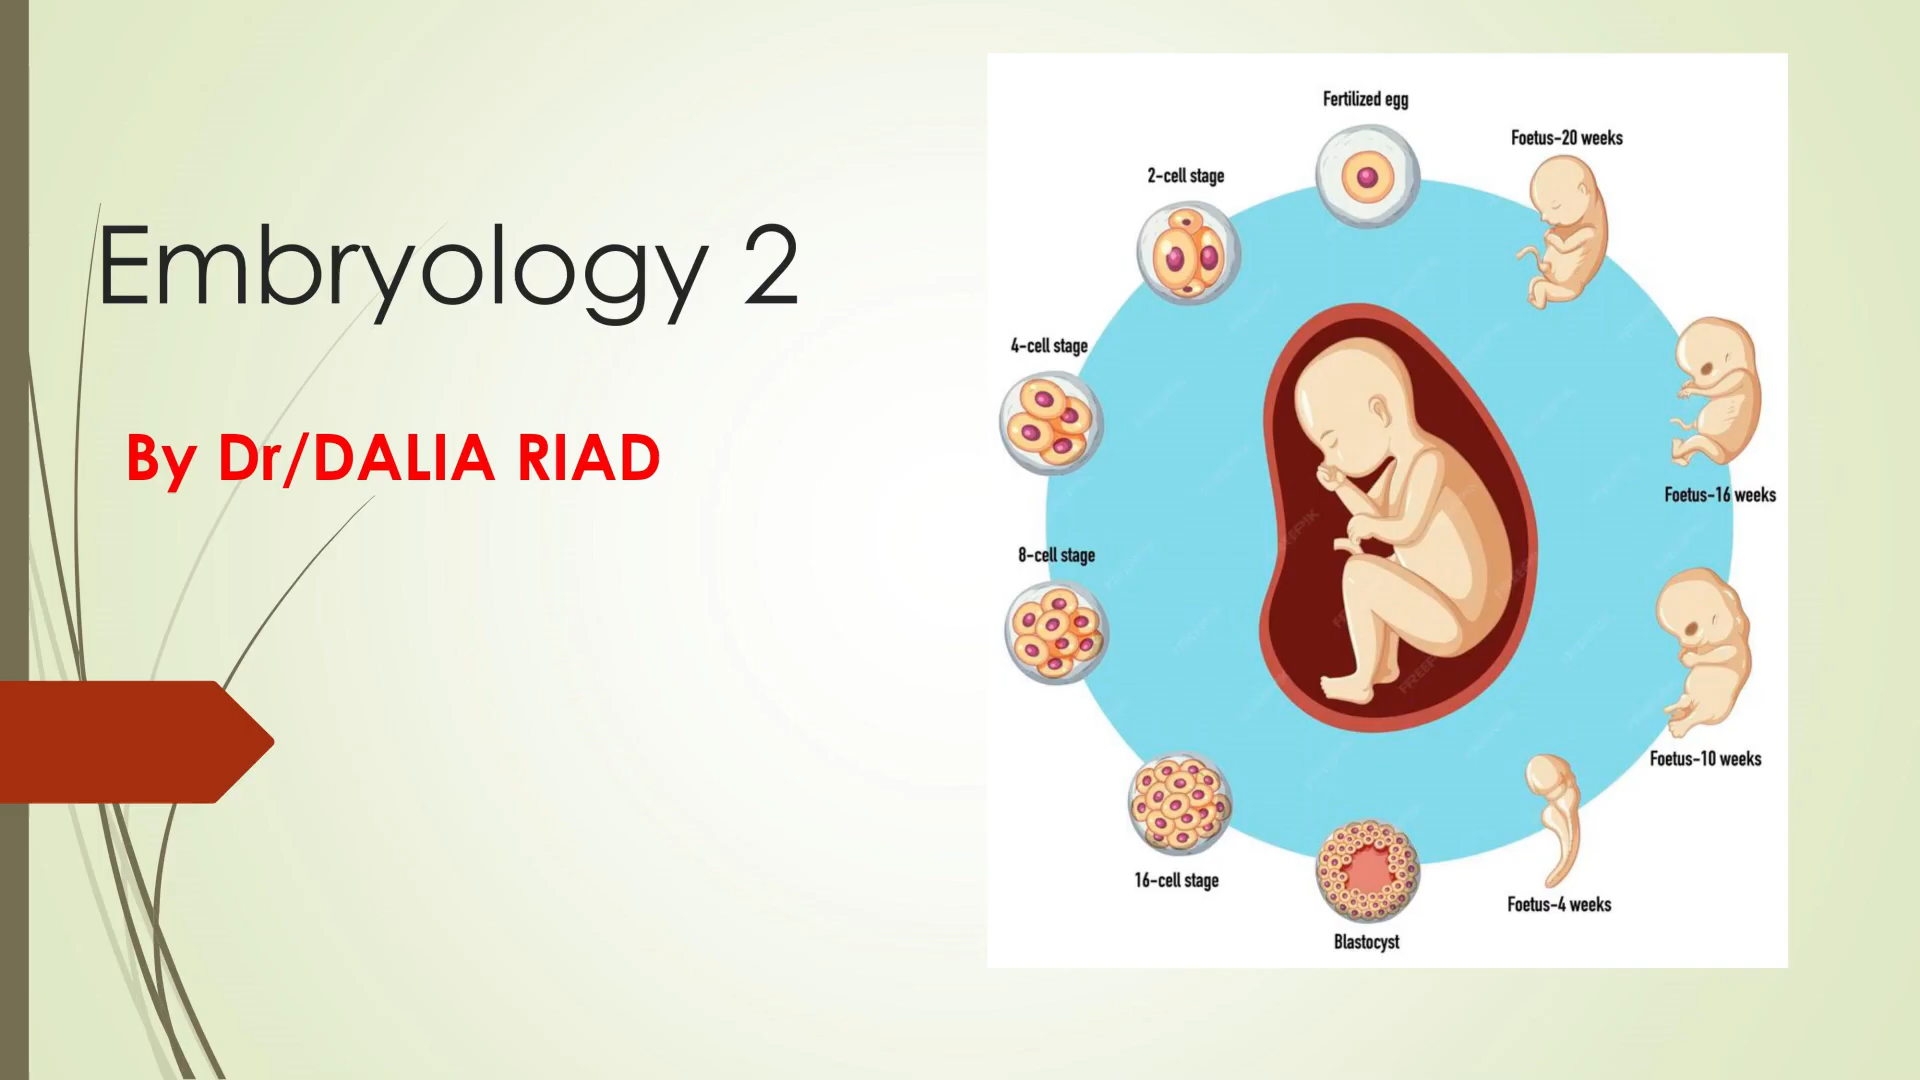 Embryology 2
By Dr/DALIA RIAD
Fertilized egg
Foetus-20 weeks
2-cell stage
4-cell stage
Foetus-16 weeks
8-cell stage
Foetus-10 weeks
16-cell stage
Foetus-4 weeks
Blastocyst